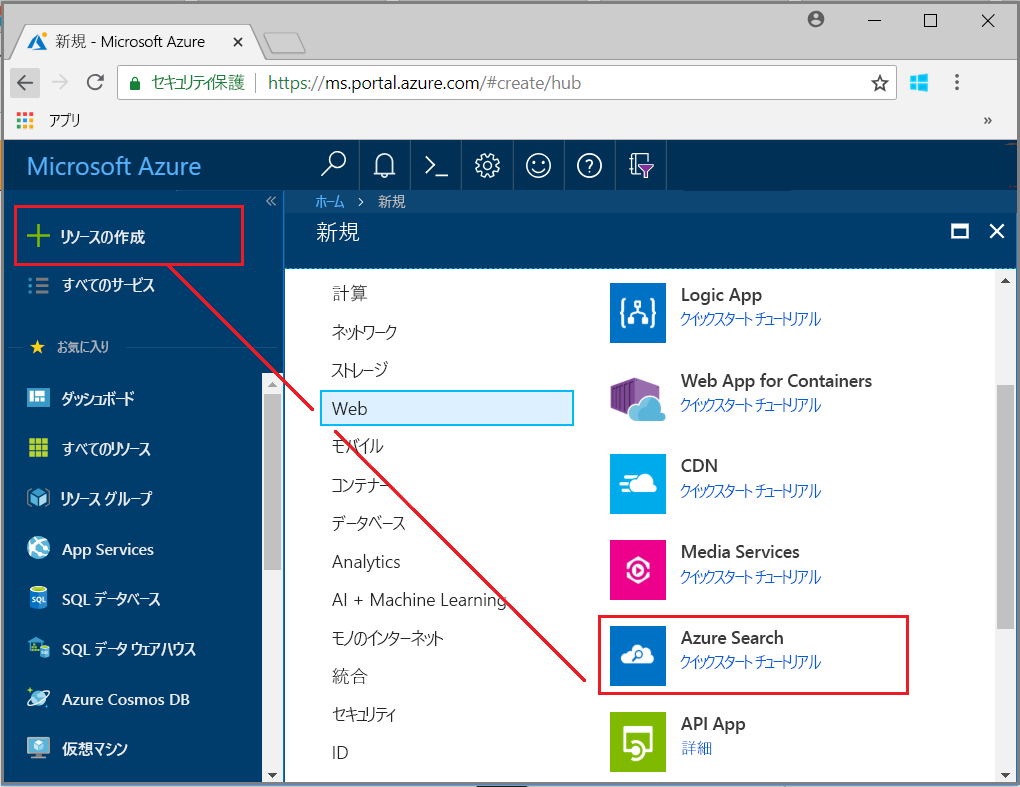 新規 - Microsoft Azure
セキュリティ保護 https://ms.portal.azure.com/#create/hub
アプリ
»
Microsoft Azure
«
ホーム > 新規
新規
リソースの作成
すべてのサービス
お気に入り
ダッシュボード
すべてのリソース
リソース グループ
App Services
SQL データベース
SQL データ ウェアハウス
Azure Cosmos DB
仮想マシン
計算
ネットワーク
ストレージ
Web
モバイル
コンテナー
データベース
Analytics
AI + Machine Learning
モノのインターネット
統合
セキュリティ
ID
Logic App
クイックスタート チュートリアル
Web App for Containers
クイックスタート チュートリアル
CDN
クイックスタート チュートリアル
Media Services
クイックスタート チュートリアル
Azure Search
クイックスタート チュートリアル
API App
詳細